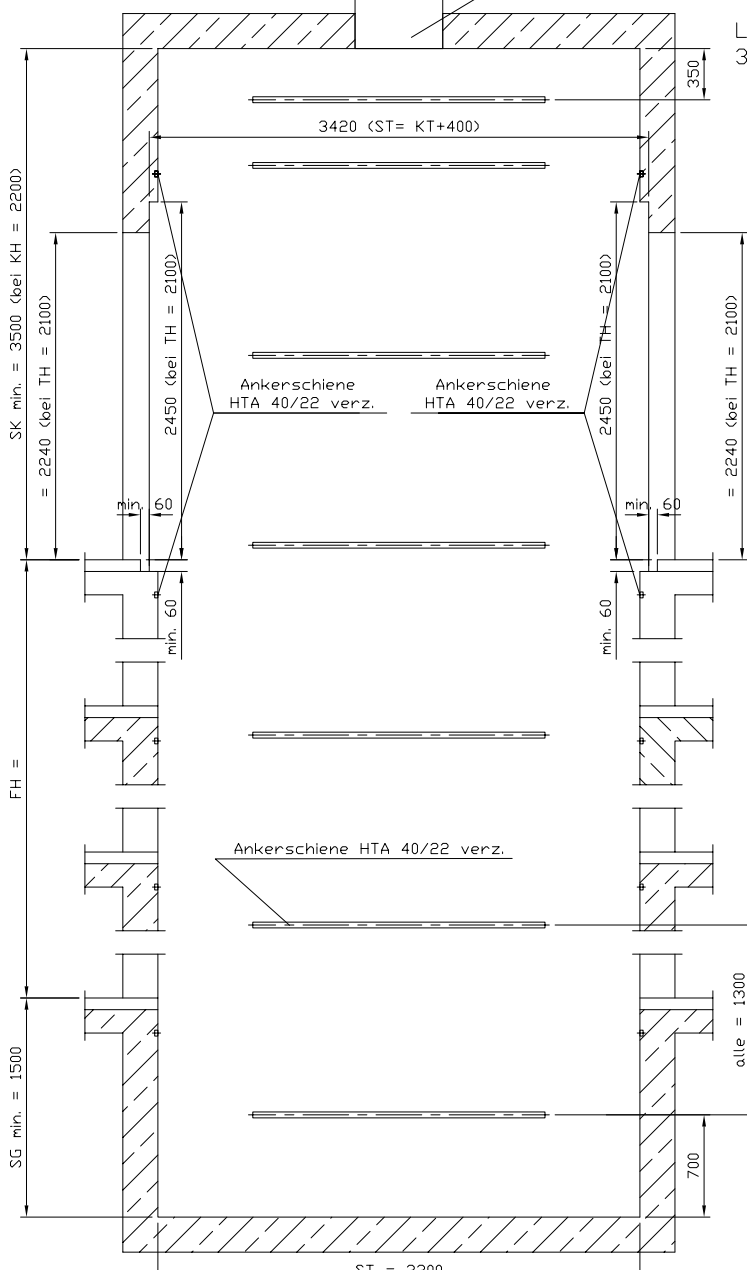 L
3
350
3420 (ST= KT+400)
SK min. = 3500 (bei KH = 2200)
= 2240 (bei TH = 2100)
2450 (bei TH = 2100)
2450 (bei TH = 2100)
= 2240 (bei TH = 2100)
Ankerschiene
HTA 40/22 verz.
Ankerschiene
HTA 40/22 verz.
min. 60
min. 60
min. 60
min. 60
FH =
Ankerschiene HTA 40/22 verz.
alle = 1300
SG min. = 1500
700